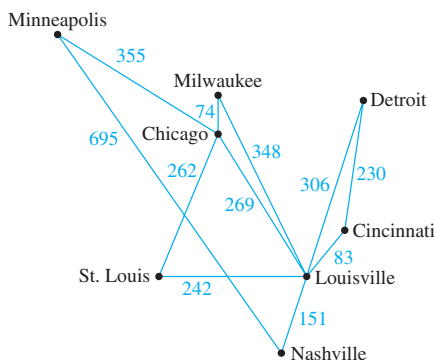 Minneapolis
355
Milwaukee
74
Detroit
Chicago
695
348
262
306
230
269
Cincinnati
83
St. Louis
242
Louisville
151
Nashville